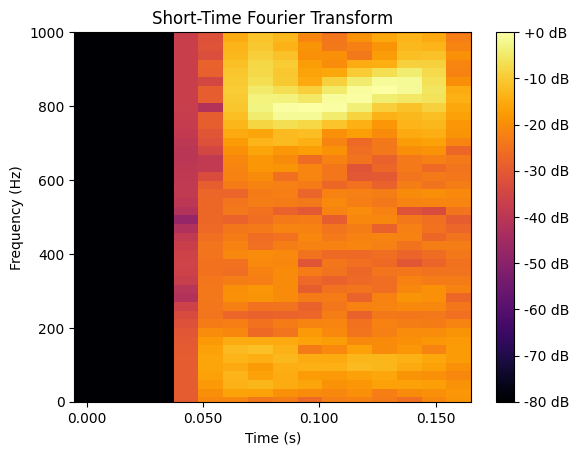 Short-Time Fourier Transform
1000
800
600
400
200
0
Frequency (Hz)
0.000
0.050
0.100
0.150
Time (s)
+0 dB
-10 dB
-20 dB
-30 dB
-40 dB
-50 dB
-60 dB
-70 dB
-80 dB